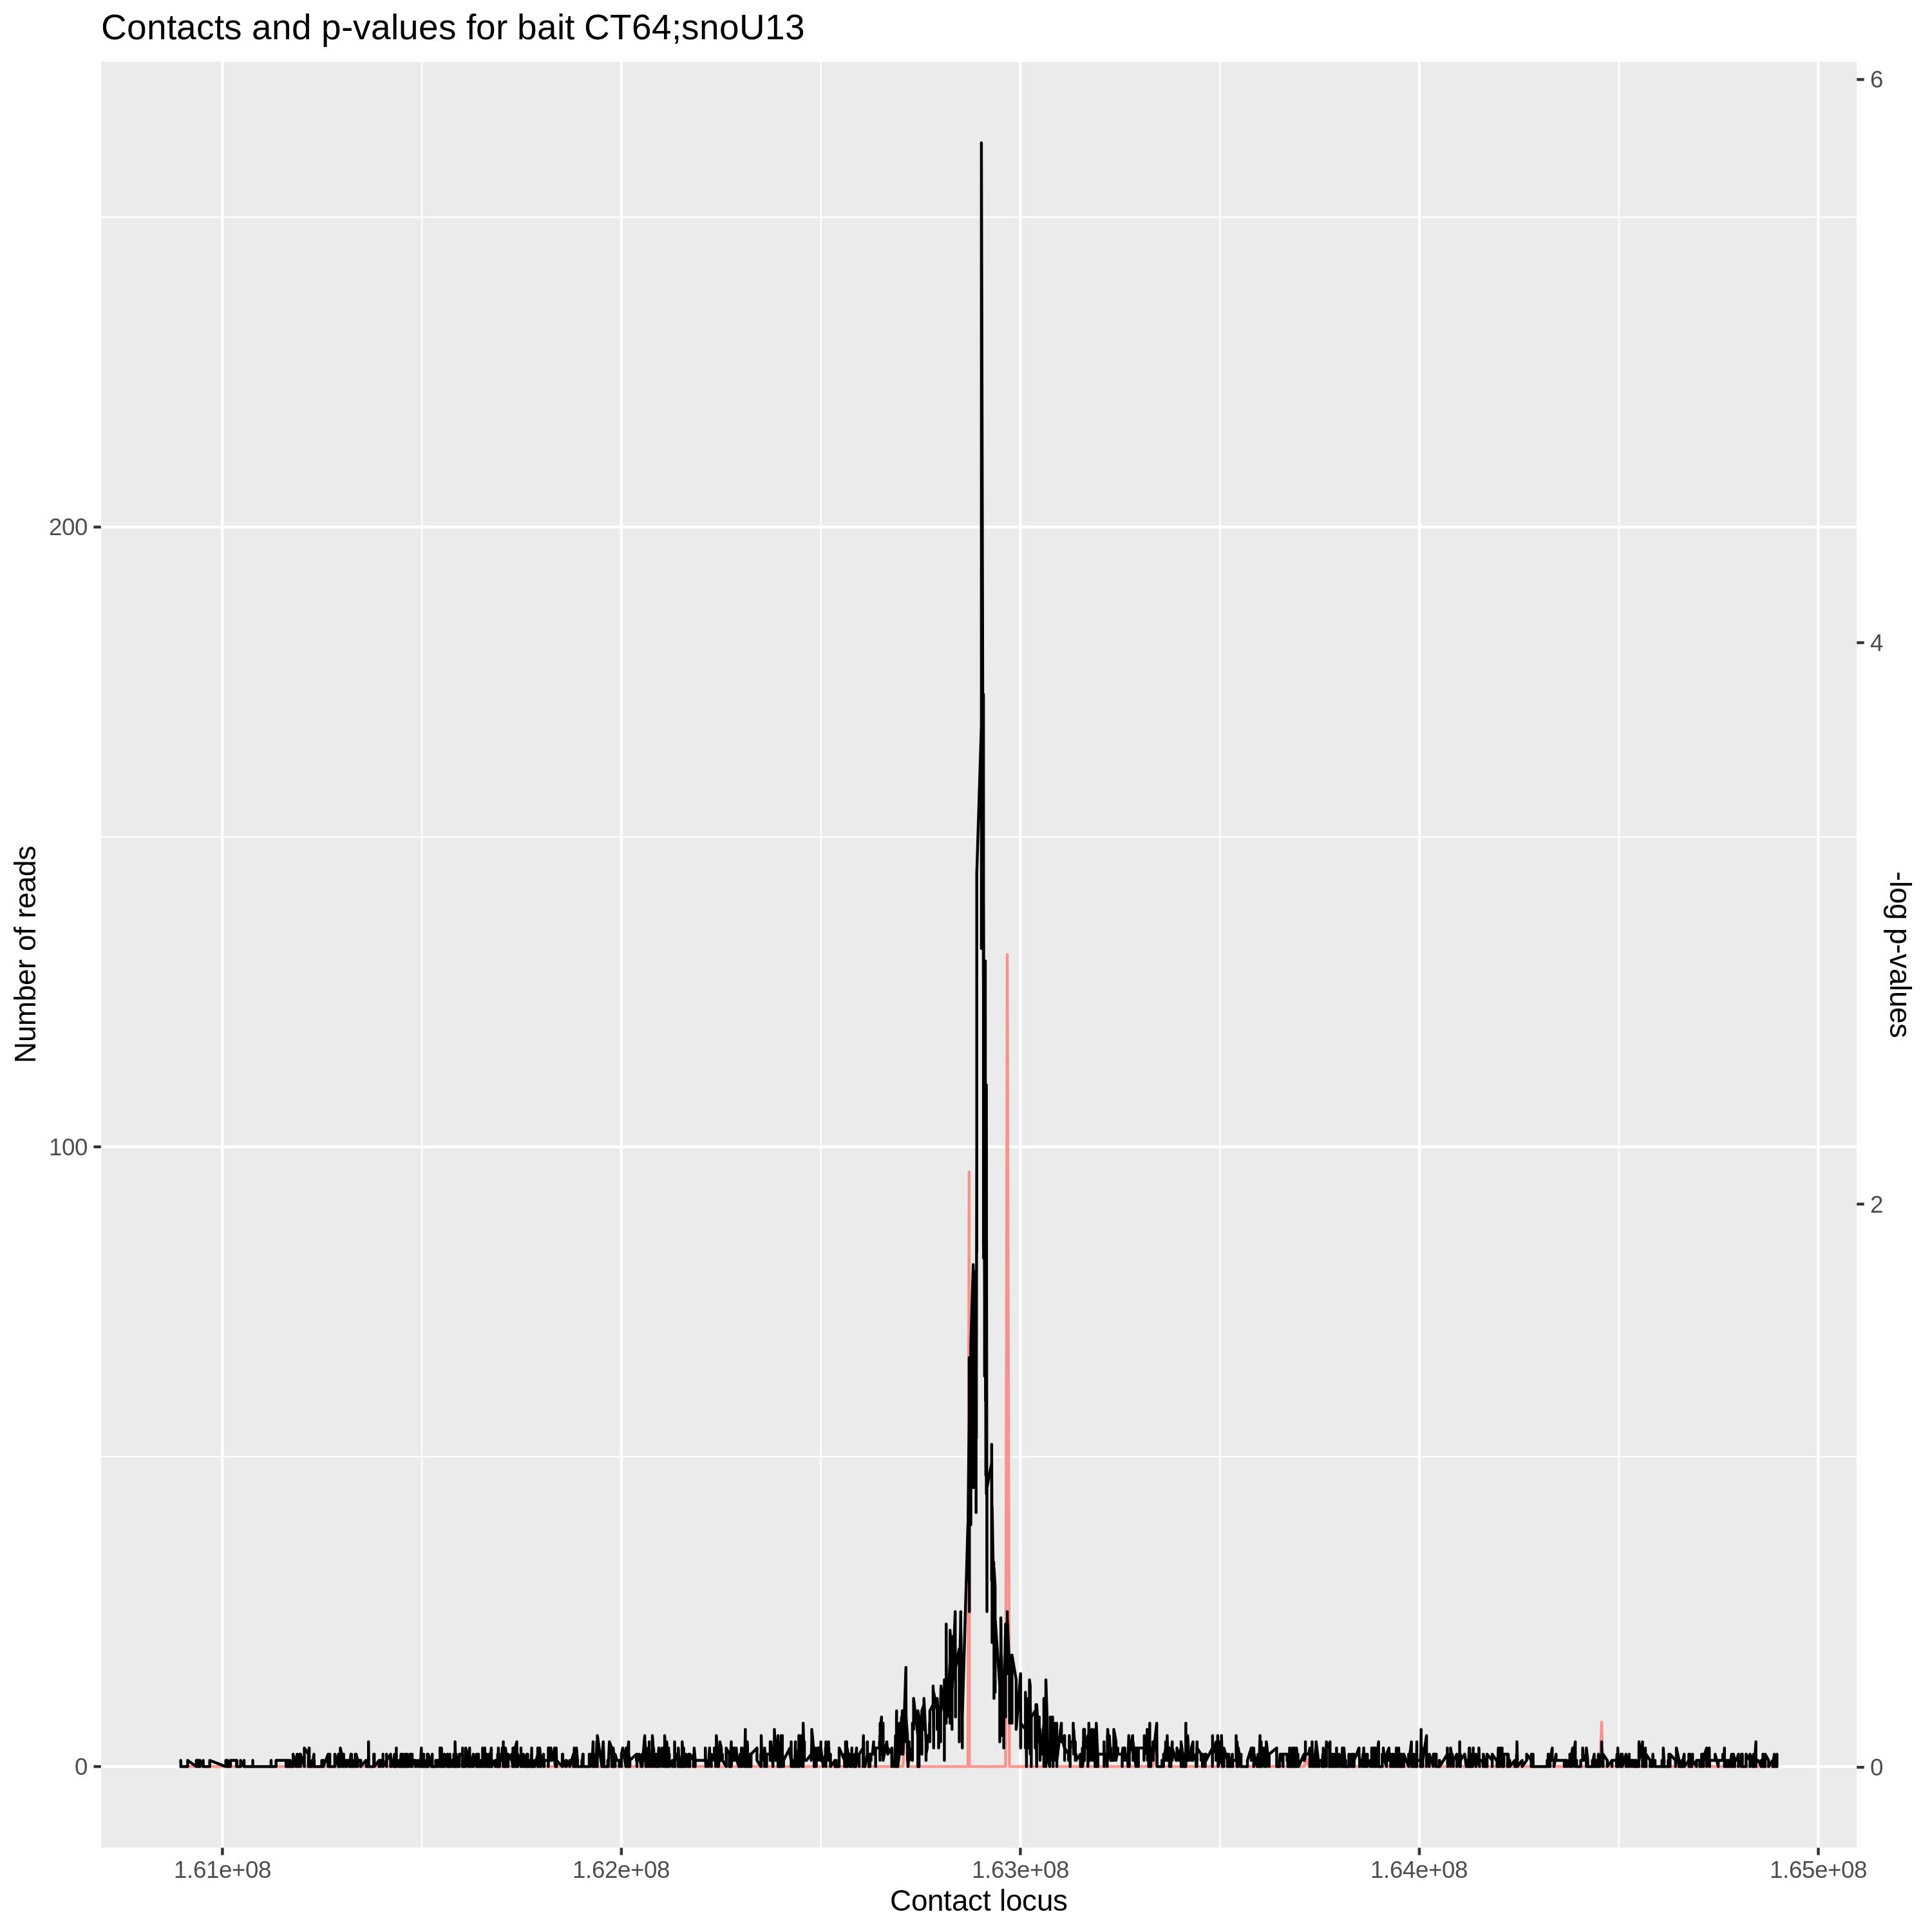 Contacts and p-values for bait CT64;snoU13
6
200
4
Number of reads
-log p-values
100
2
0
0
1.61e+08
1.62e+08
1.63e+08
1.64e+08
1.65e+08
Contact locus